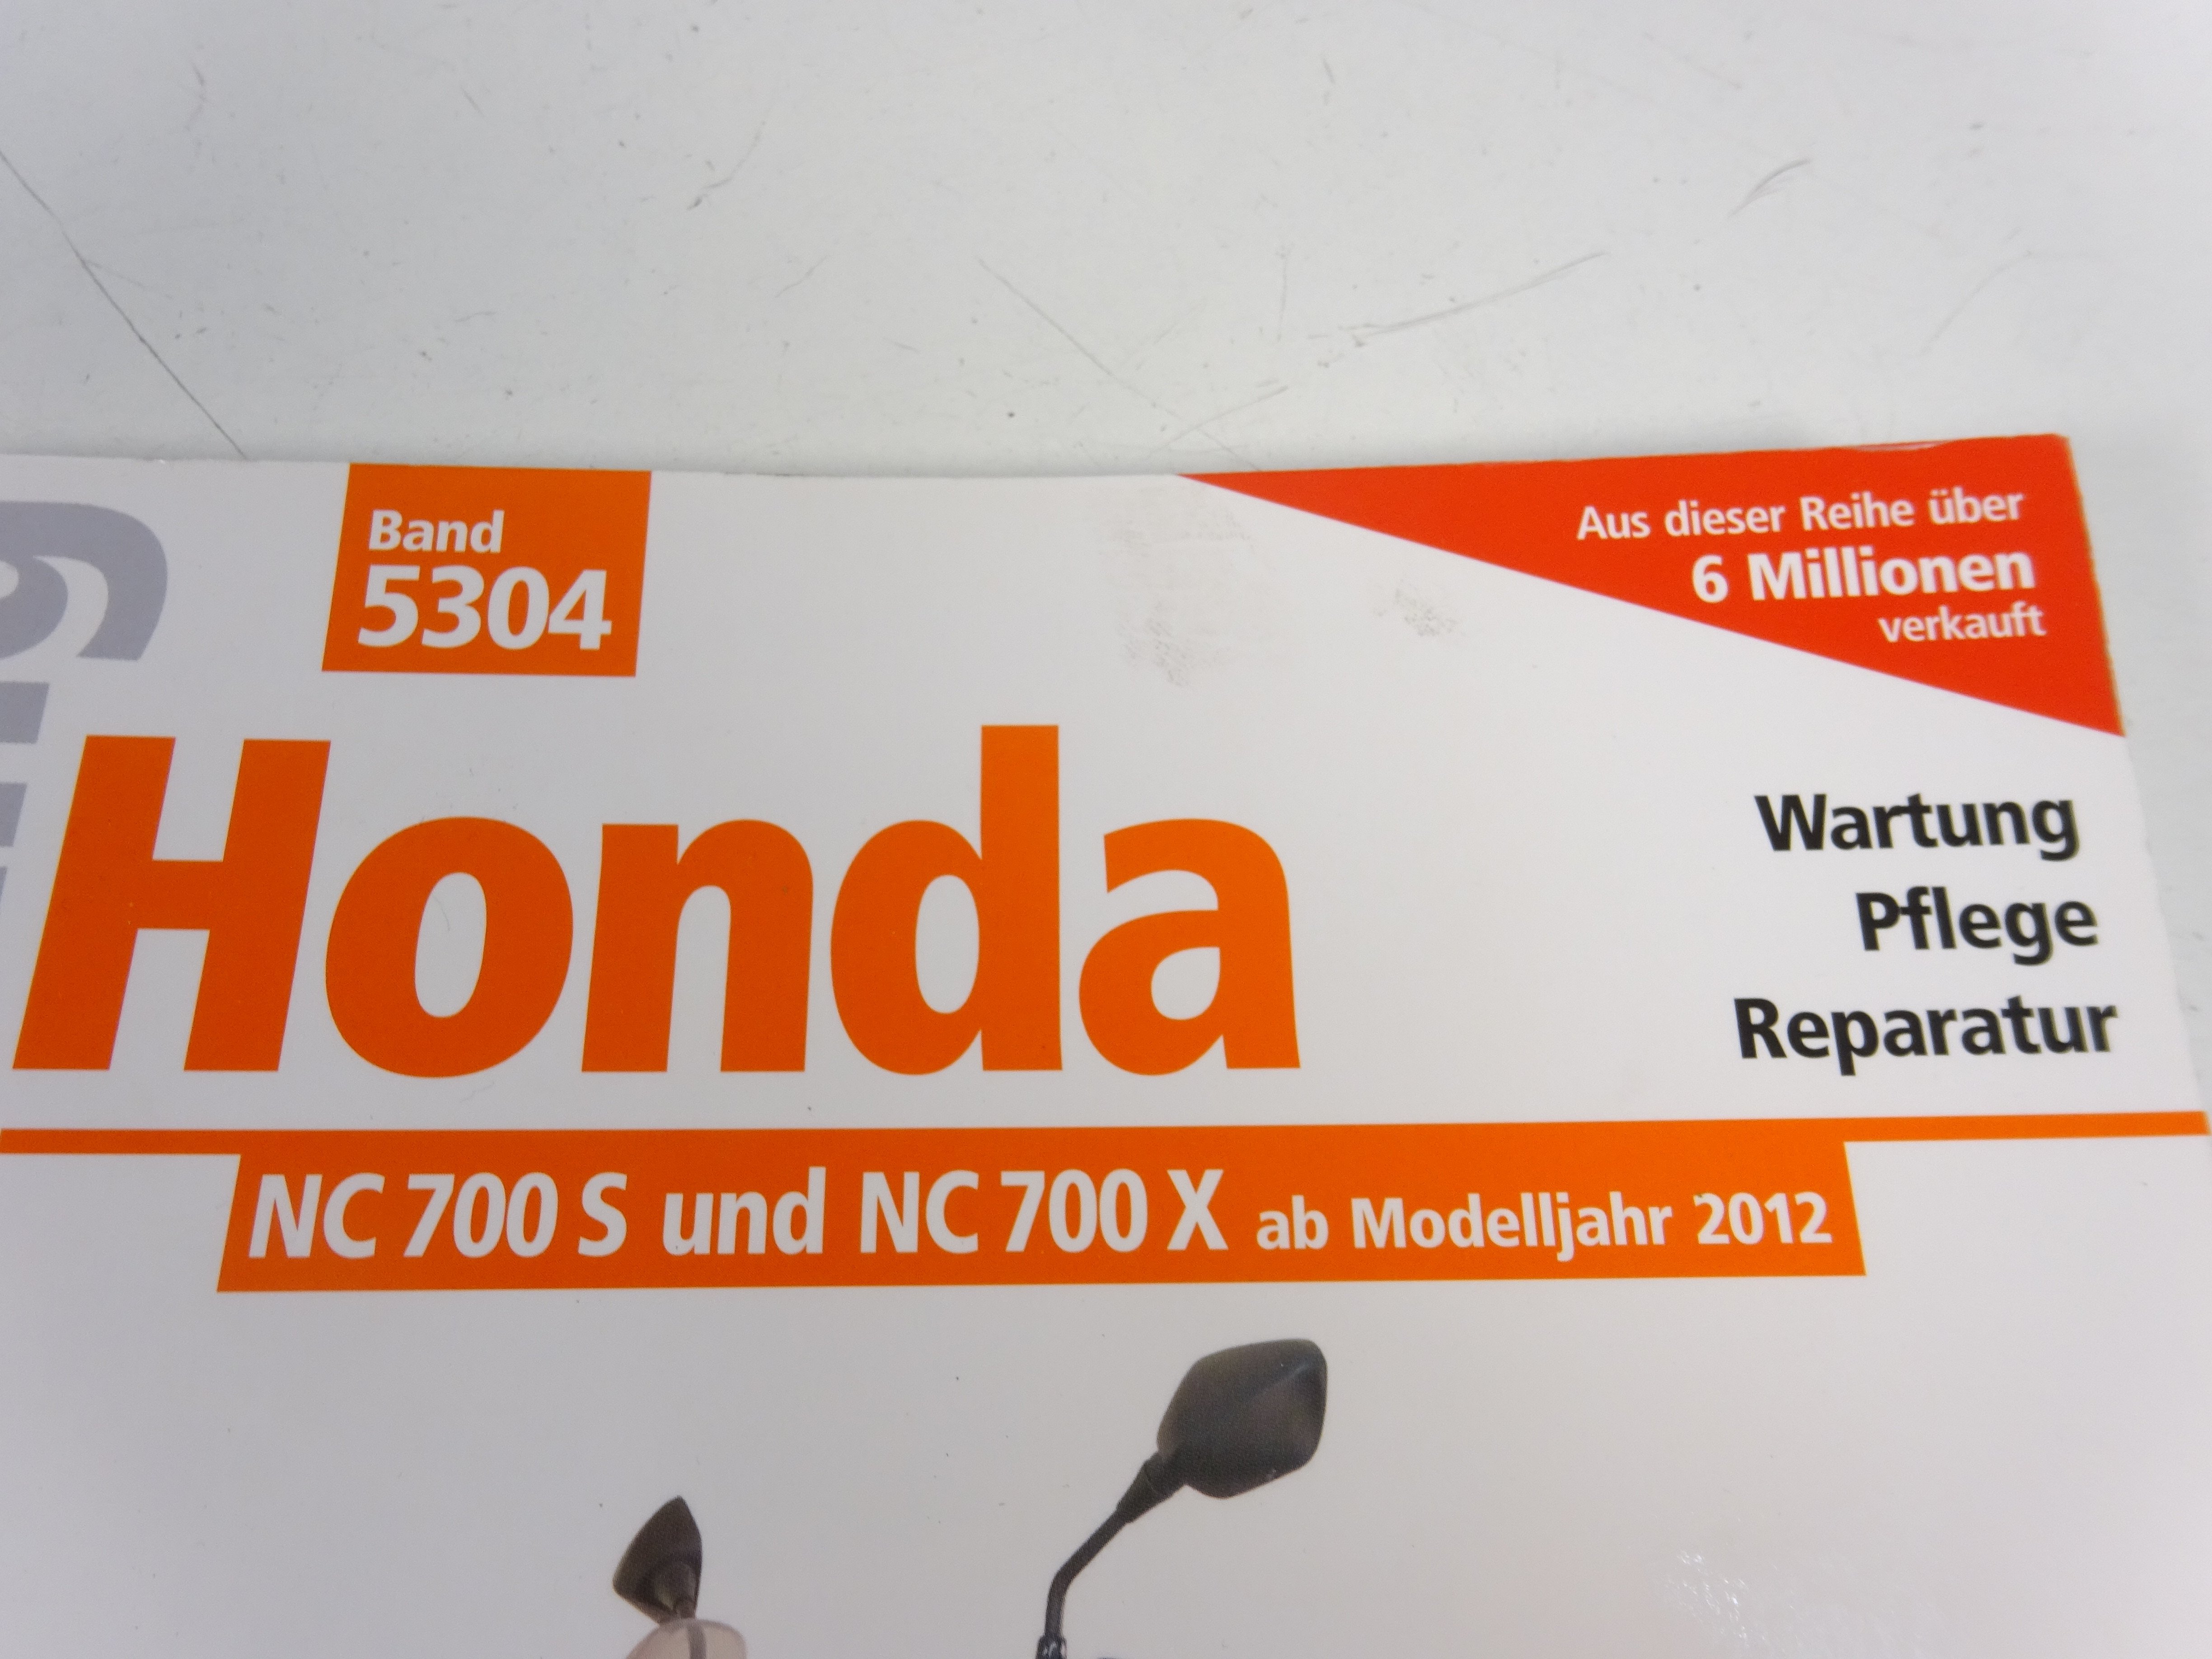 Band
5304
Aus dieser Reihe über
6 Millionen
verkauft
Honda
Wartung
Pflege
Reparatur
NC 700 S und NC 700 X ab Modelljahr 2012